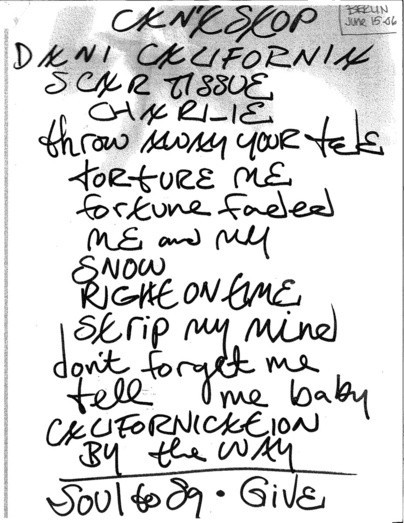 BERLIN
June 15-06
CAN'T STOP
DANI CALIFORNIA
SCAR TISSUE
CHARLIE
throw AWAY YOUR tele
tORtURE ME
fortune faded
ME and MY
SNOW
RIGHT ON tIME
Strip MY Mind
don't forget me
tell me baby
CALIFORNICATION
BY the WAY
Soul to Sq · GIVE